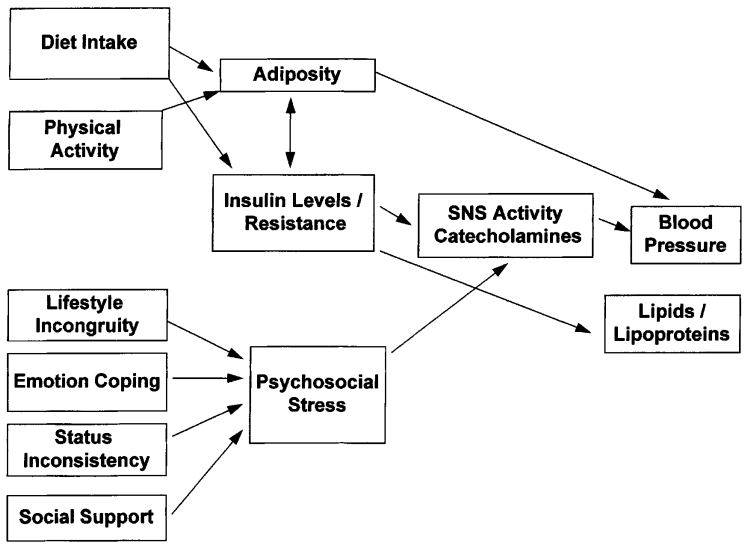 Diet Intake
Adiposity
Physical
Activity
Insulin Levels /
Resistance
SNS Activity
Catecholamines
Blood
Pressure
Lifestyle
Incongruity
Lipids /
Lipoproteins
Emotion Coping
Psychosocial
Stress
Status
Inconsistency
Social Support